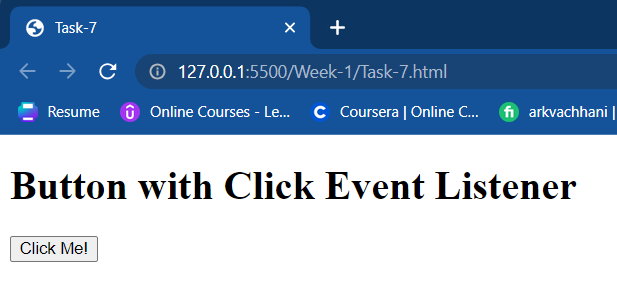 Task-7
127.0.0.1:5500/Week-1/Task-7.html
Resume Online Courses - Le... Coursera | Online C... arkvachhani |
Button with Click Event Listener
Click Me!